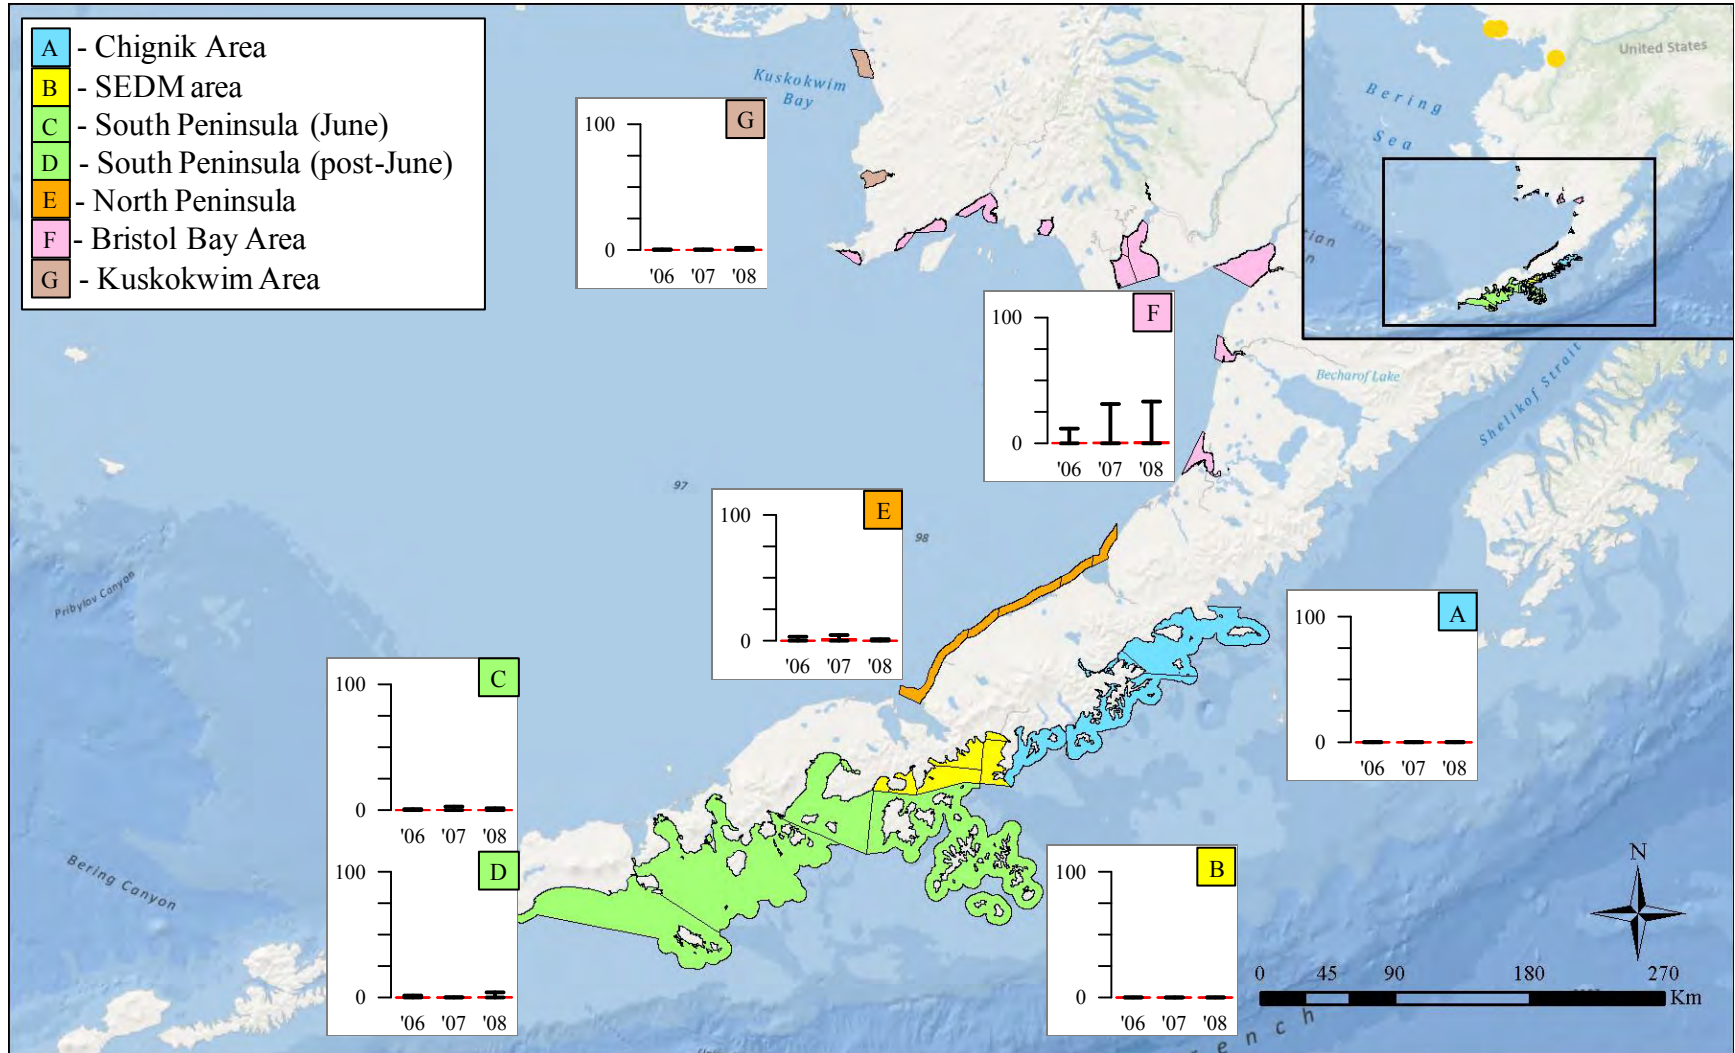 A - Chignik Area
B - SEDM area
C - South Peninsula (June)
D - South Peninsula (post-June)
E - North Peninsula
F - Bristol Bay Area
G - Kuskokwim Area
Kuskokwim
Bay
United States
Bering
Sea
100
G
0
'06 '07 '08
100
F
0
'06 '07 '08
Becharof Lake
Shelikof Strait
97
98
100
E
0
'06 '07 '08
Pribylov Canyon
100
A
0
'06 '07 '08
100
C
0
'06 '07 '08
Bering Canyon
100
D
0
'06 '07 '08
100
B
0
'06 '07 '08
N
0 45 90 180 270
Km